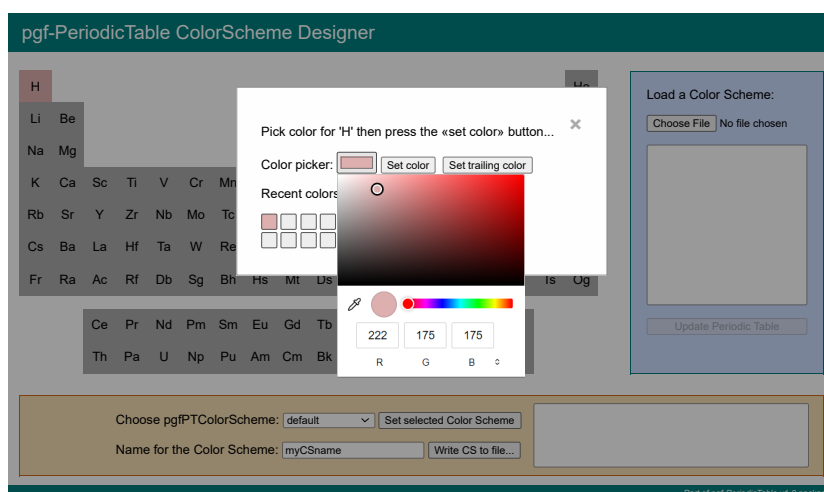 pgf-PeriodicTable ColorScheme Designer
H He
Li Be
Na Mg
K Ca Sc Ti V Cr Mn
Rb Sr Y Zr Nb Mo Tc
Cs Ba La Hf Ta W Re
Fr Ra Ac Rf Db Sg Bh Hs Mt Ds Ts Og
Ce Pr Nd Pm Sm Eu Gd Tb
Th Pa U Np Pu Am Cm Bk
Pick color for 'H' then press the «set color» button...
×
Color picker: Set color Set trailing color
Recent colors
222 175 175
R G B
Load a Color Scheme:
Choose File No file chosen
Update Periodic Table
Choose pgfPTColorScheme: default Set selected Color Scheme
Name for the Color Scheme: myCSname Write CS to file...